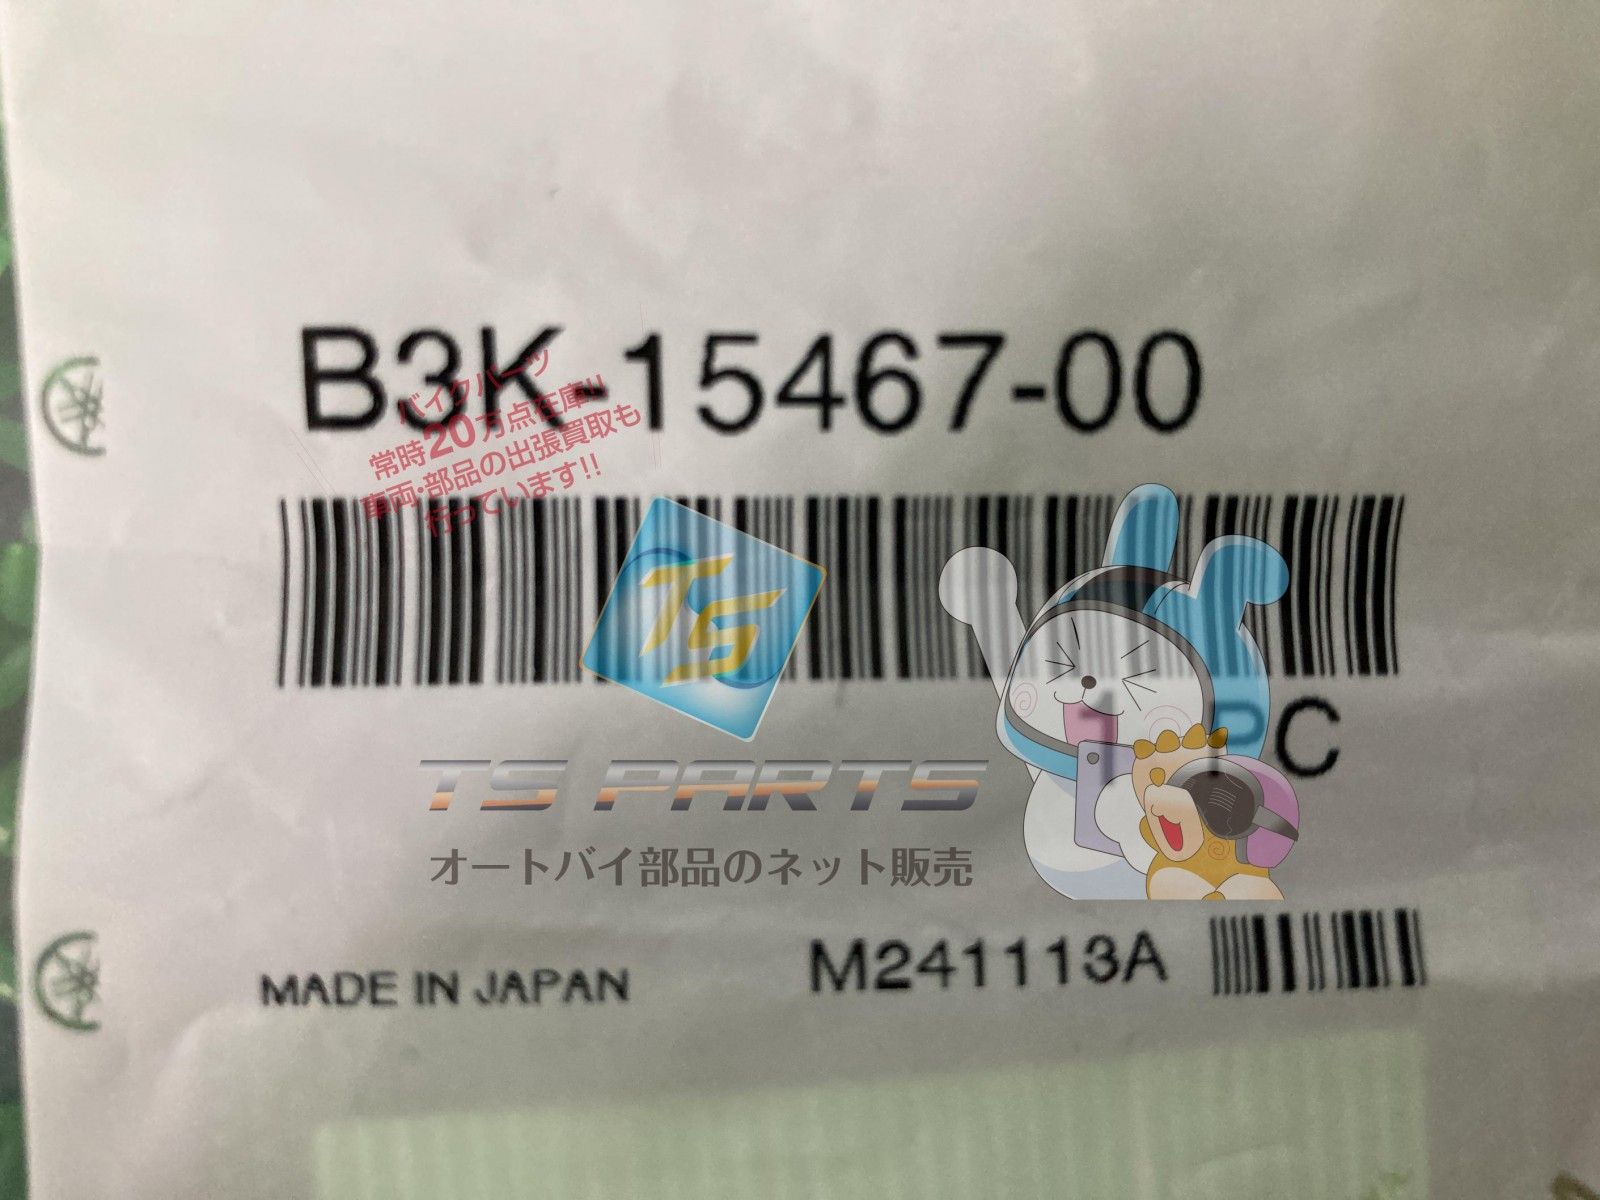 B3K-15467-00
バイクパーツ
常時20万点在庫!!
車両・部品の出張買取も
行っています!!
TS
1 PC
TS PARTS
オートバイ部品のネット販売
MADE IN JAPAN
M241113A